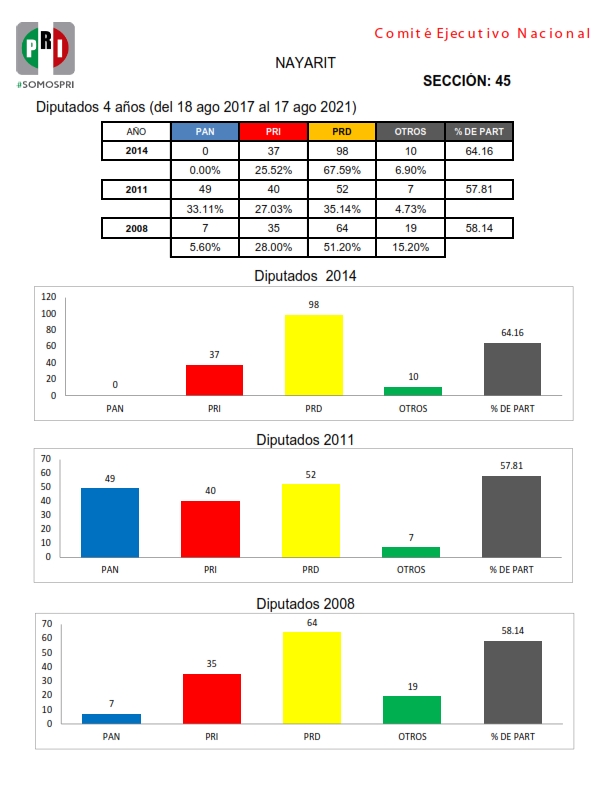 Comité Ejecutivo Nacional
PRI
#SOMOSPRI
NAYARIT
SECCIÓN: 45
Diputados 4 años (del 18 ago 2017 al 17 ago 2021)
AÑO PAN PRI PRD OTROS % DE PART
2014 0 37 98 10 64.16
0.00% 25.52% 67.59% 6.90%
2011 49 40 52 7 57.81
33.11% 27.03% 35.14% 4.73%
2008 7 35 64 19 58.14
5.60% 28.00% 51.20% 15.20%
Diputados 2014
120
100
80
60
40
20
0
0 37 98 10 64.16
PAN PRI PRD OTROS % DE PART
Diputados 2011
70
60
50
40
30
20
10
0
49 40 52 7 57.81
PAN PRI PRD OTROS % DE PART
Diputados 2008
70
60
50
40
30
20
10
0
7 35 64 19 58.14
PAN PRI PRD OTROS % DE PART